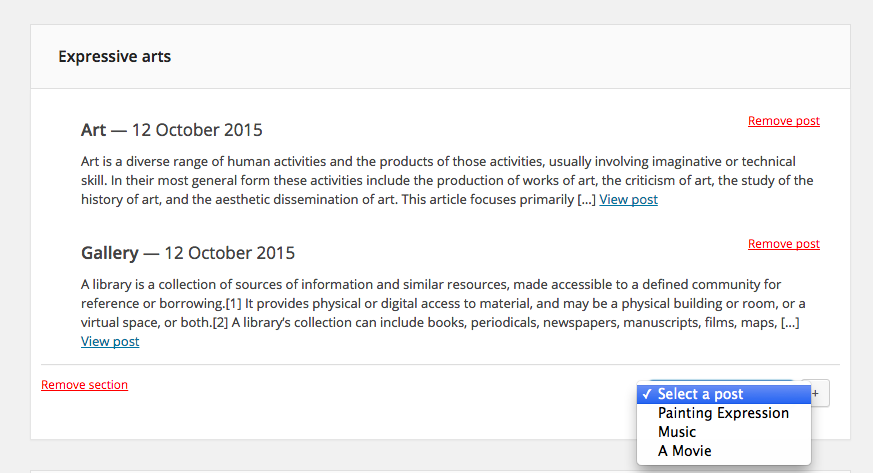 Expressive arts
Art — 12 October 2015
Remove post
Art is a diverse range of human activities and the products of those activities, usually involving imaginative or technical
skill. In their most general form these activities include the production of works of art, the criticism of art, the study of the
history of art, and the aesthetic dissemination of art. This article focuses primarily [...] View post
Gallery — 12 October 2015
Remove post
A library is a collection of sources of information and similar resources, made accessible to a defined community for
reference or borrowing.[1] It provides physical or digital access to material, and may be a physical building or room, or a
virtual space, or both.[2] A library's collection can include books, periodicals, newspapers, manuscripts, films, maps, [...]
View post
Remove section
✓ Select a post
+
Painting Expression
Music
A Movie